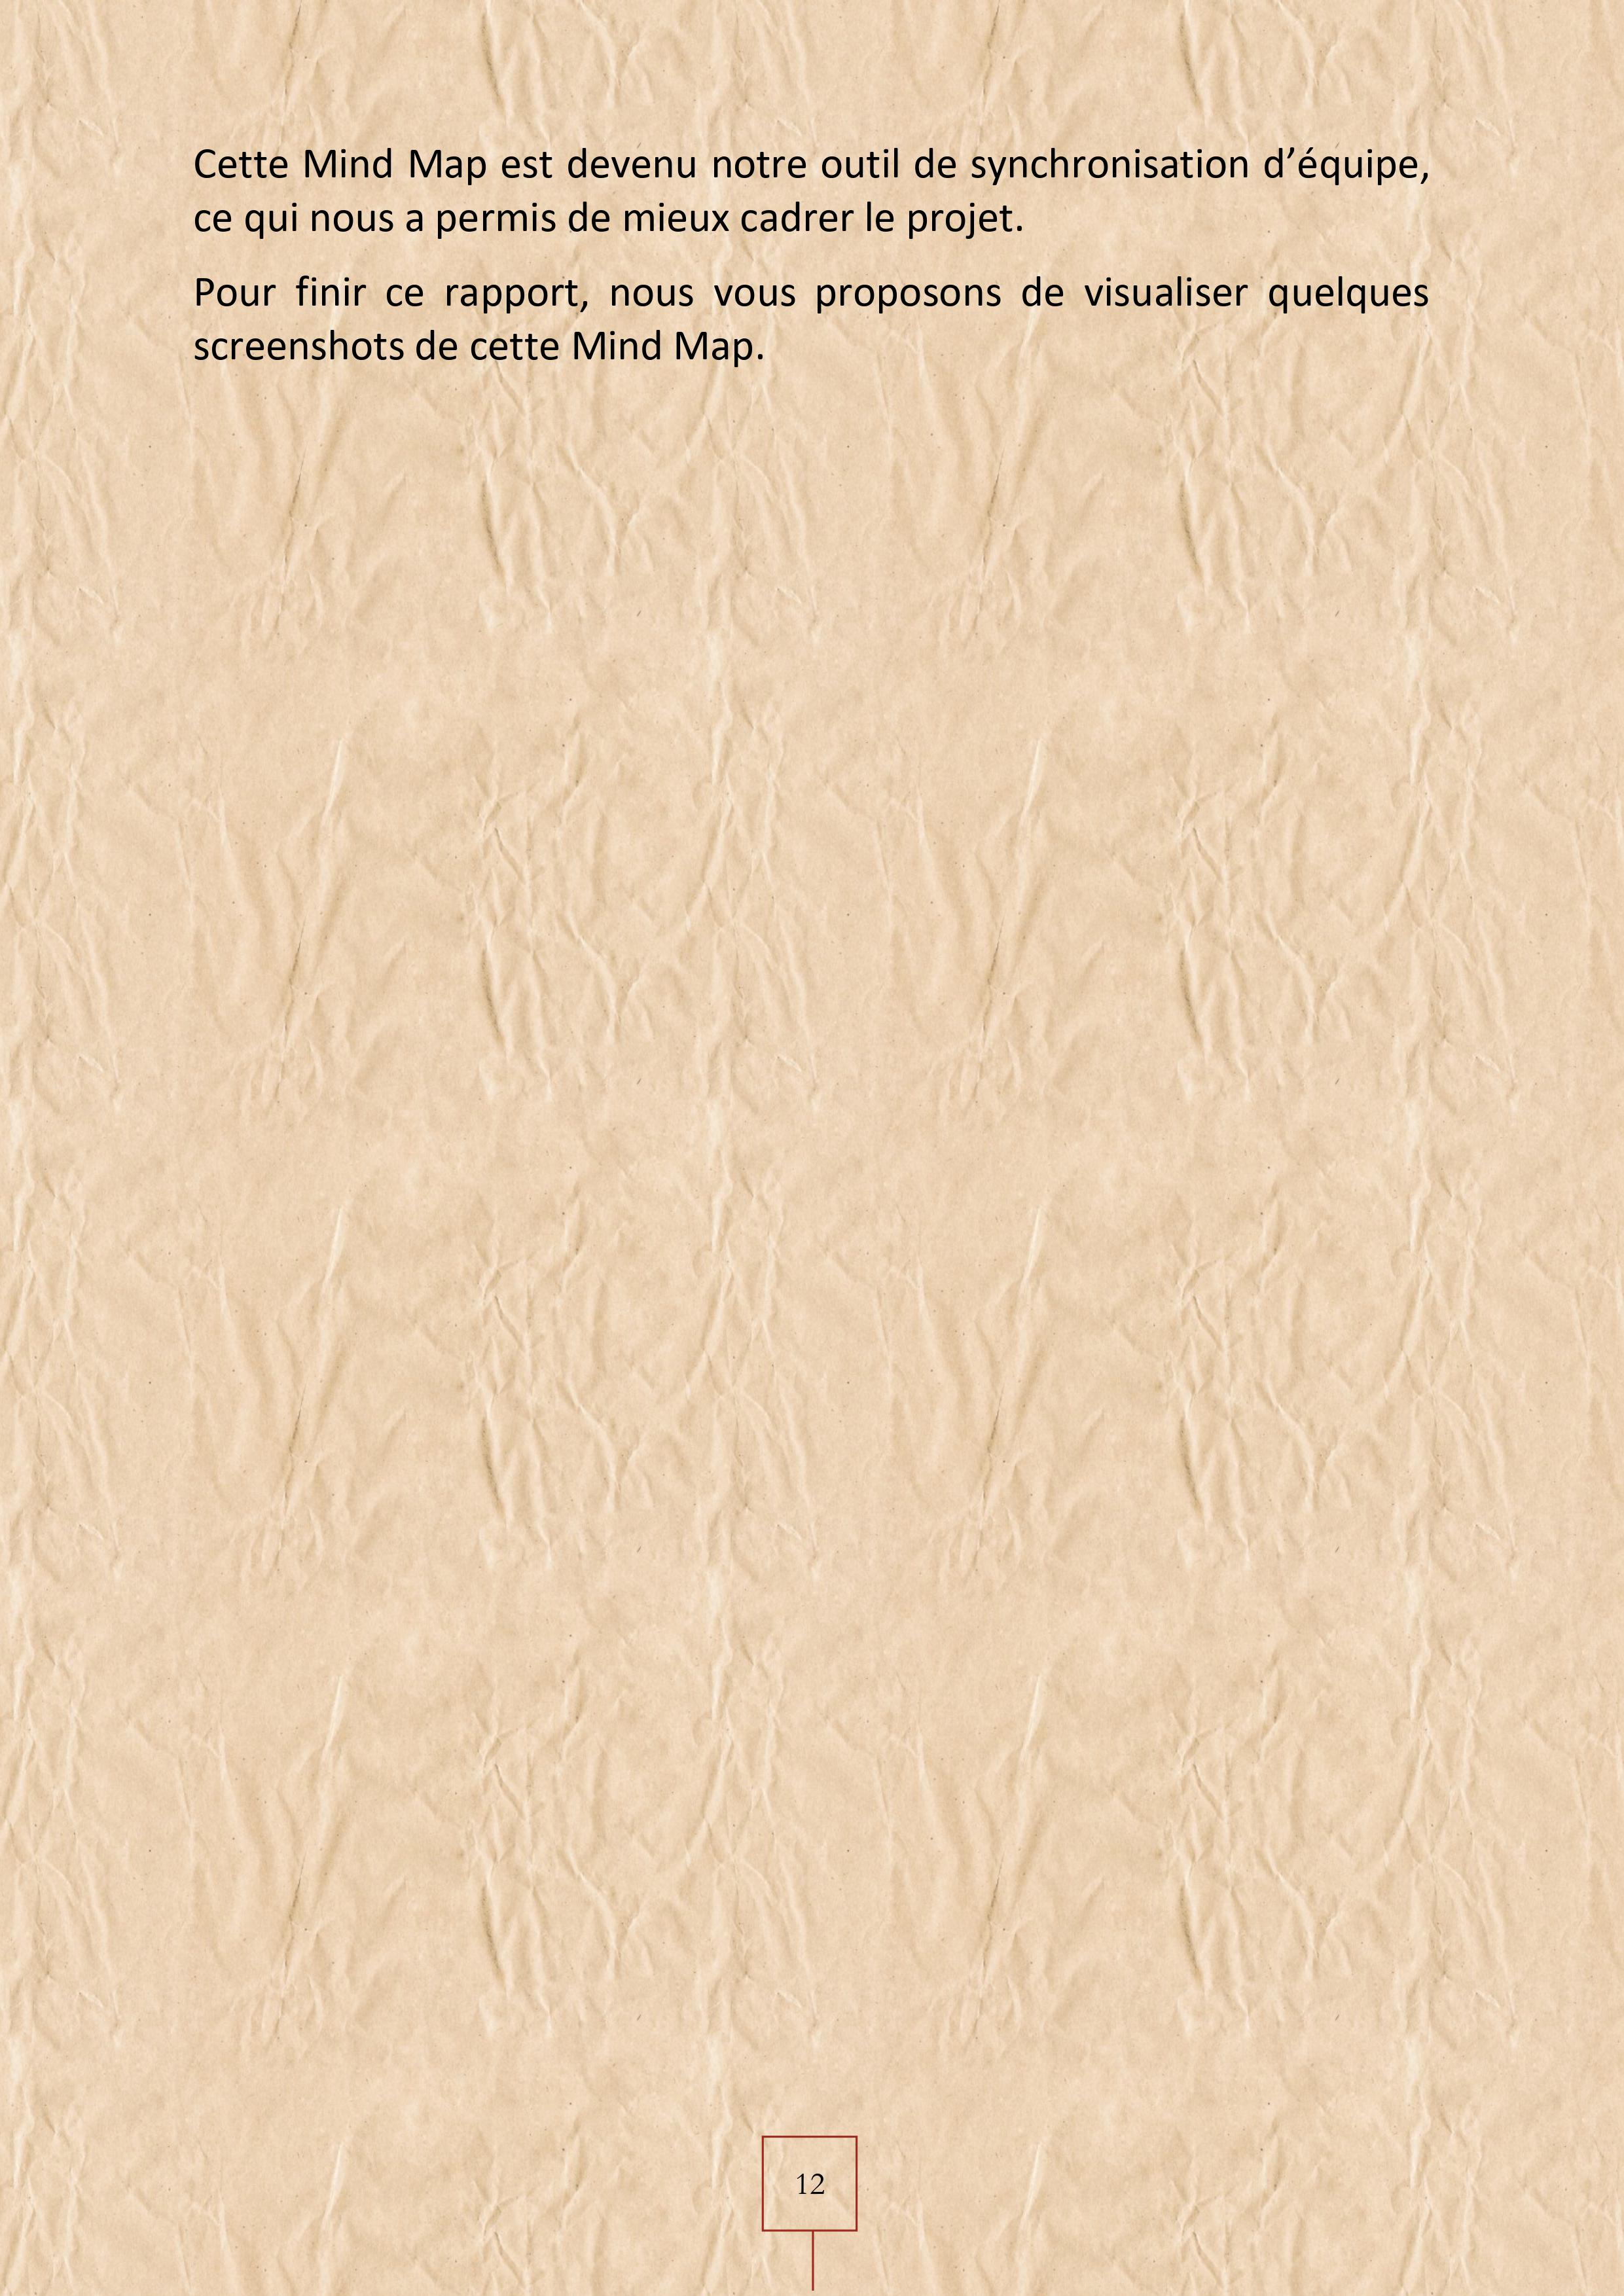 Cette Mind Map est devenu notre outil de synchronisation d’équipe,
ce qui nous a permis de mieux cadrer le projet.
Pour finir ce rapport, nous vous proposons de visualiser quelques
screenshots de cette Mind Map.
12